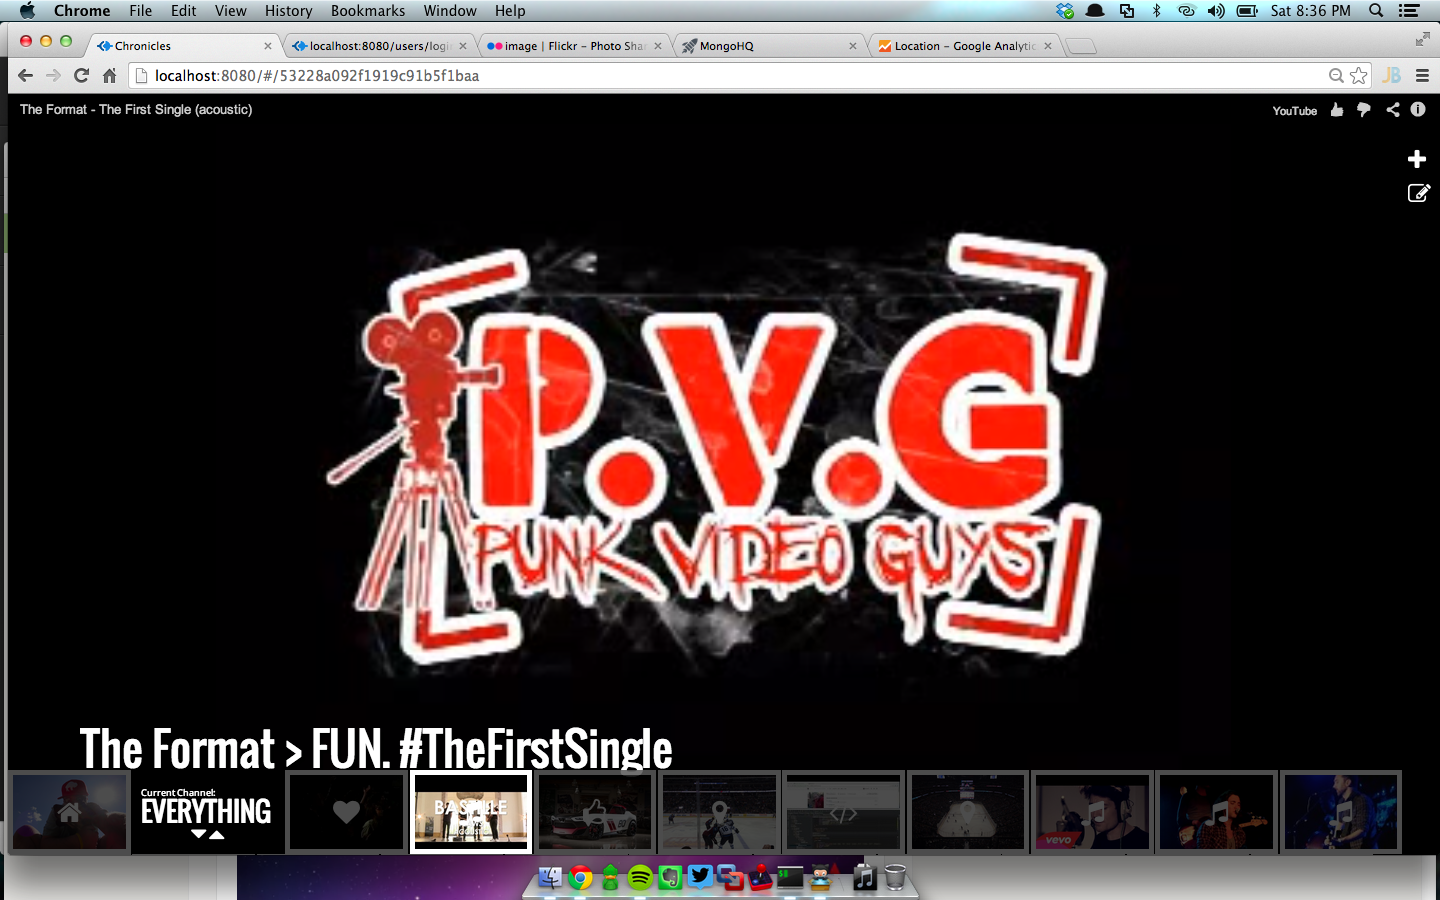 Chrome File Edit View History Bookmarks Window Help Sat 8:36 PM
Chronicles localhost:8080/users/logi image | Flickr – Photo Shar MongoHQ Location – Google Analytic
localhost:8080/#/53228a092f1919c91b5f1baa JB
The Format - The First Single (acoustic) YouTube
P.V.G
PUNK VIDEO GUYS
The Format > FUN. #TheFirstSingle
Current Channel:
EVERYTHING
BASTILLE
ACOUSTIC
vevo